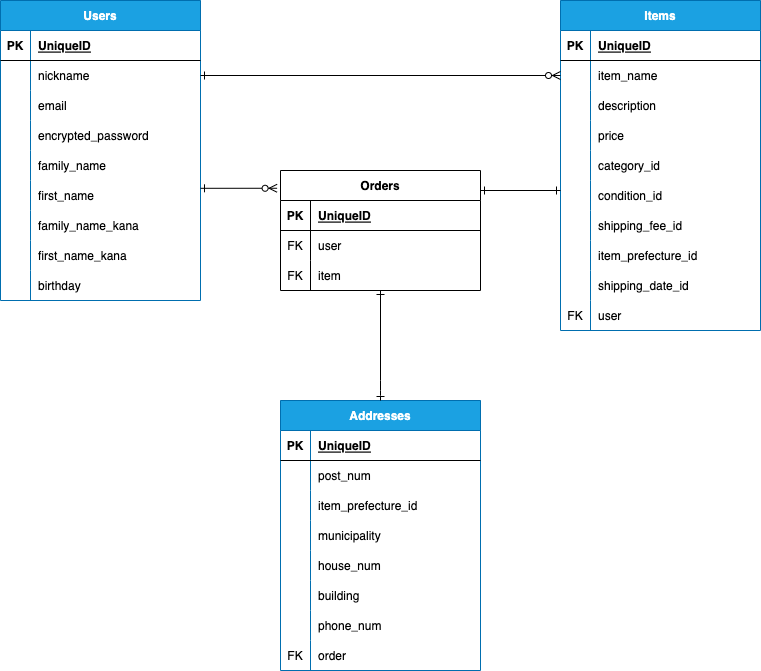 Users
PK UniqueID
nickname
email
encrypted_password
family_name
first_name
family_name_kana
first_name_kana
birthday
Items
PK UniqueID
item_name
description
price
category_id
condition_id
shipping_fee_id
item_prefecture_id
shipping_date_id
FK user
Orders
PK UniqueID
FK user
FK item
Addresses
PK UniqueID
post_num
item_prefecture_id
municipality
house_num
building
phone_num
FK order